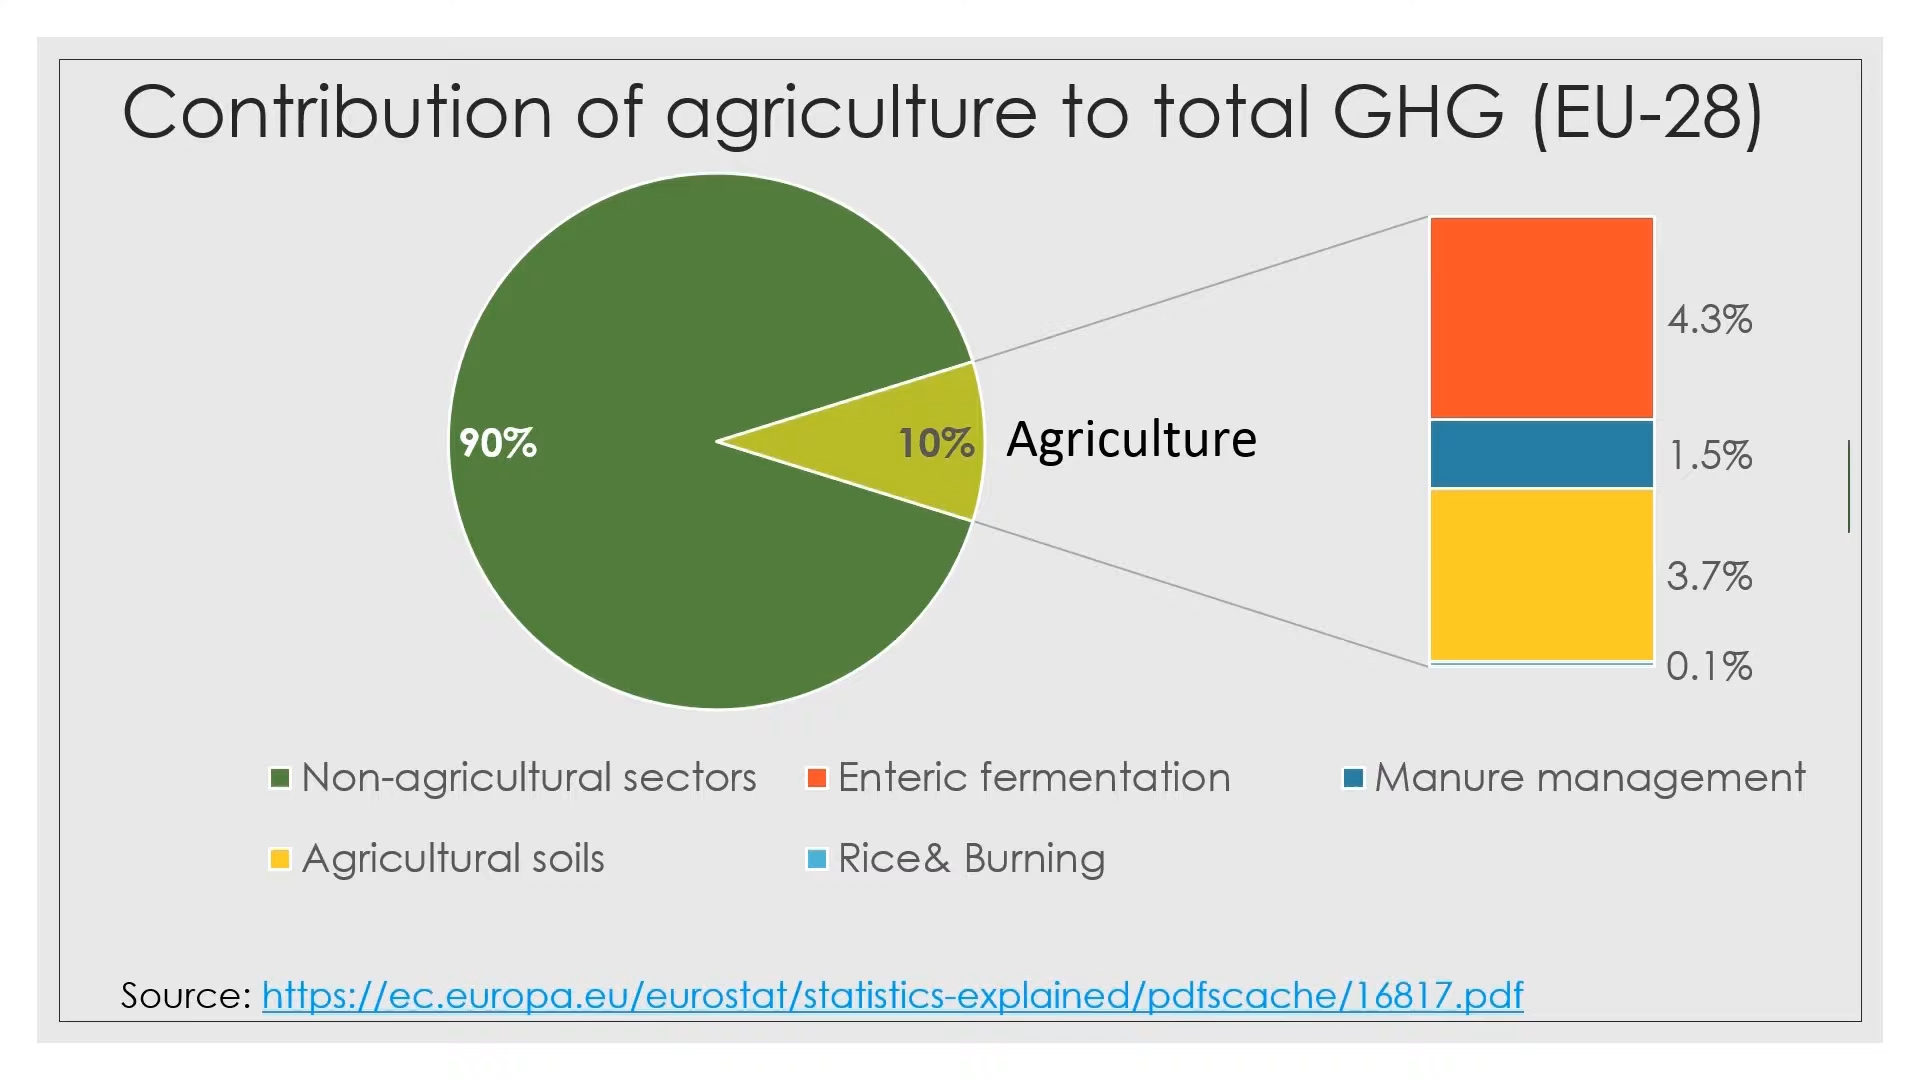 Contribution of agriculture to total GHG (EU-28)
90%
10%
Agriculture
4.3%
1.5%
3.7%
0.1%
Non-agricultural sectors
Enteric fermentation
Manure management
Agricultural soils
Rice& Burning
Source: https://ec.europa.eu/eurostat/statistics-explained/pdfscache/16817.pdf